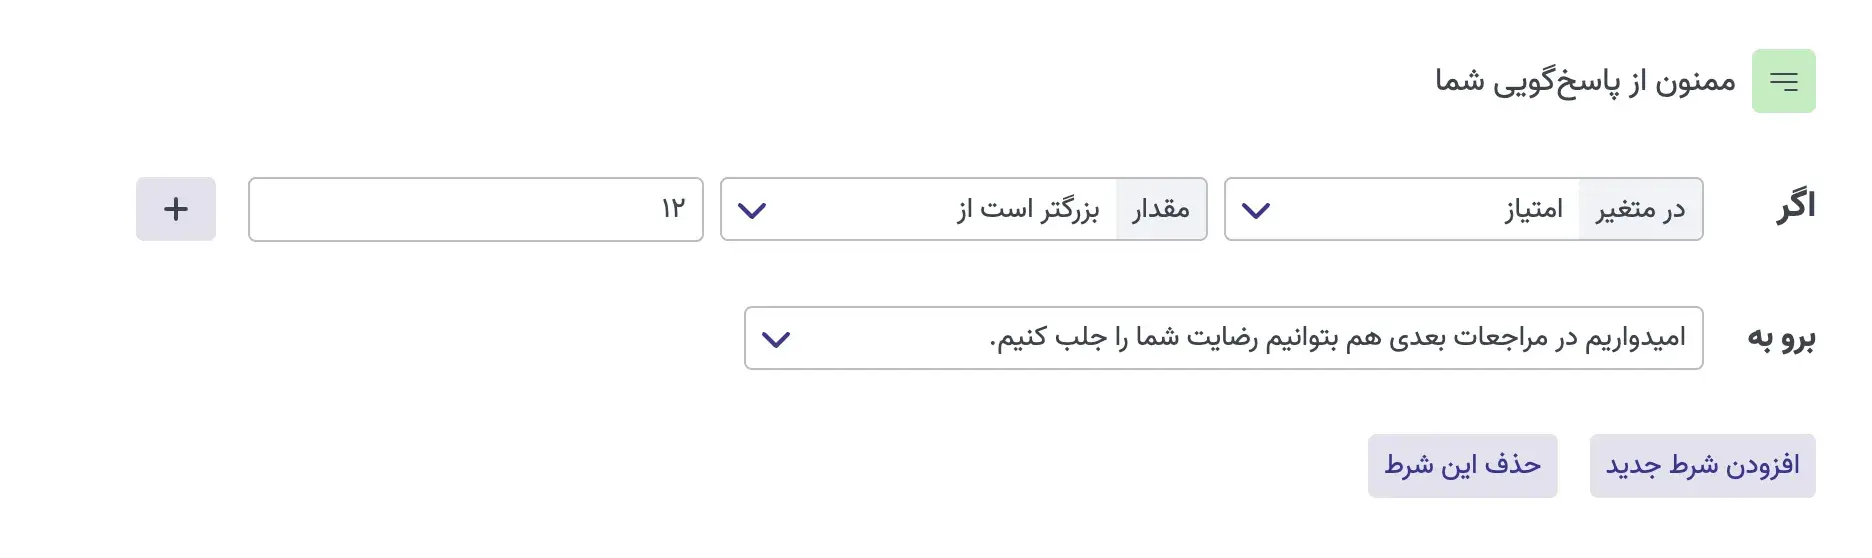 ممنون از پاسخ‌گویی شما
اگر در متغیر امتیاز مقدار بزرگتر است از ۱۲ +
برو به امیدواریم در مراجعات بعدی هم بتوانیم رضایت شما را جلب کنیم.
افزودن شرط جدید حذف این شرط